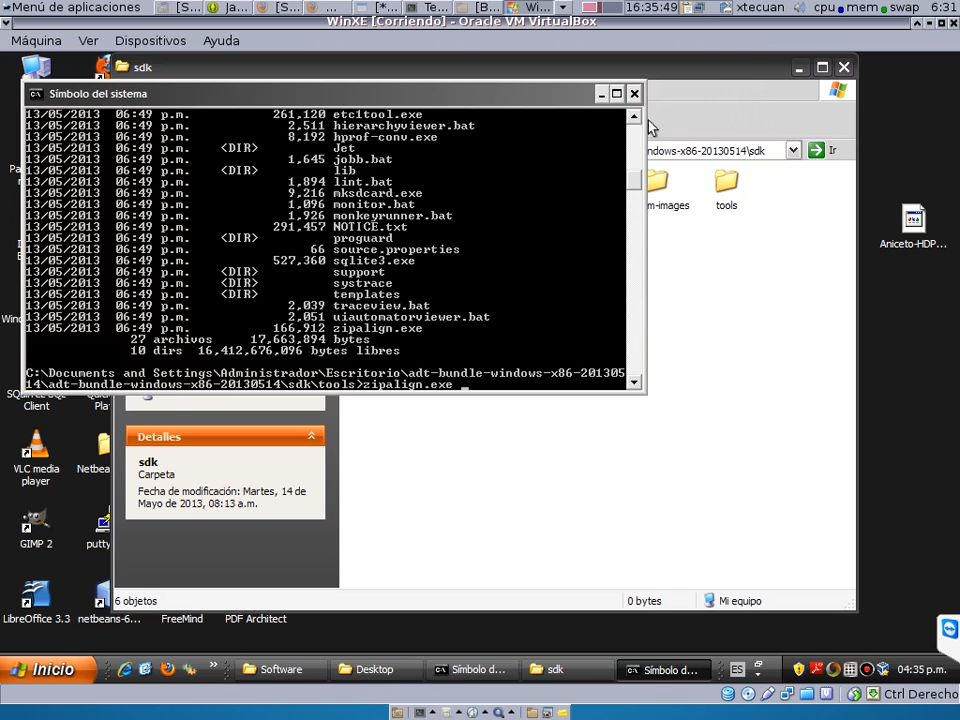 Menú de aplicaciones
[S...
Ja...
[S...
[...
[*...
Te...
[B...
Wi...
16:35:49
xtecuan
cpu
mem
swap
6:31
WinXE [Corriendo] - Oracle VM VirtualBox
Máquina Ver Dispositivos Ayuda
sdk
Símbolo del sistema
13/05/2013 06:49 p.m. 261,120 etc1tool.exe
13/05/2013 06:49 p.m. 2,511 hierarchyviewer.bat
13/05/2013 06:49 p.m. 8,192 hprof-conv.exe
13/05/2013 06:49 p.m. <DIR> Jet
13/05/2013 06:49 p.m. 1,645 jobb.bat
13/05/2013 06:49 p.m. <DIR> lib
13/05/2013 06:49 p.m. 1,894 lint.bat
13/05/2013 06:49 p.m. 9,216 mksdcard.exe
13/05/2013 06:49 p.m. 1,096 monitor.bat
13/05/2013 06:49 p.m. 1,926 monkeyrunner.bat
13/05/2013 06:49 p.m. 291,457 NOTICE.txt
13/05/2013 06:49 p.m. <DIR> proguard
13/05/2013 06:49 p.m. 66 source.properties
13/05/2013 06:49 p.m. 527,360 sqlite3.exe
13/05/2013 06:49 p.m. <DIR> support
13/05/2013 06:49 p.m. <DIR> systrace
13/05/2013 06:49 p.m. <DIR> templates
13/05/2013 06:49 p.m. 2,039 traceview.bat
13/05/2013 06:49 p.m. 2,051 uiautomatorviewer.bat
13/05/2013 06:49 p.m. 166,912 zipalign.exe
27 archivos 17,663,894 bytes
10 dirs 16,412,676,096 bytes libres
C:\Documents and Settings\Administrador\Escritorio\adt-bundle-windows-x86-201305
14\adt-bundle-windows-x86-20130514\sdk\tools>zipalign.exe _
ndows-x86-20130514\sdk
Ir
m-images
tools
Aniceto-HDP...
Client
Pla
Detalles
sdk
Carpeta
Fecha de modificación: Martes, 14 de
Mayo de 2013, 08:13 a.m.
VLC media
player
Netbea
GIMP 2
putty
LibreOffice 3.3
netbeans-6...
FreeMind
PDF Architect
6 objetos
0 bytes
Mi equipo
Inicio
Software
Desktop
Símbolo d...
sdk
Símbolo d...
ES
04:35 p.m.
Ctrl Derecho